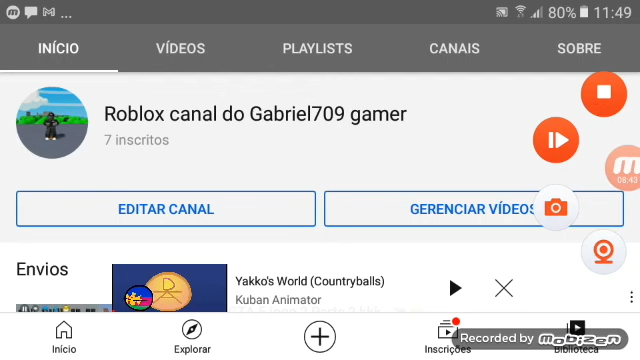 ... 80% 11:49
INÍCIO VÍDEOS PLAYLISTS CANAIS SOBRE
Roblox canal do Gabriel709 gamer
7 inscritos
08:43
EDITAR CANAL GERENCIAR VÍDEOS
Envios
Yakko's World (Countryballs)
Kuban Animator
Início Explorar Inscrições Biblioteca
Recorded by mobizen